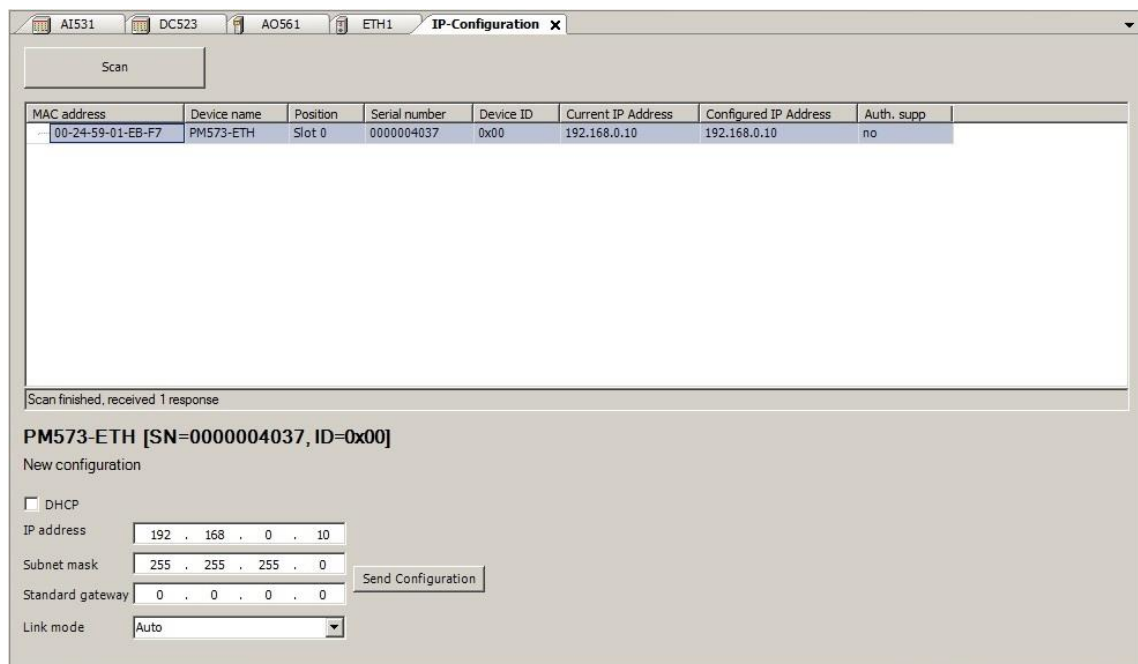 AI531 DC523 AO561 ETH1 IP-Configuration x
Scan
MAC address Device name Position Serial number Device ID Current IP Address Configured IP Address Auth. supp
00-24-59-01-EB-F7 PM573-ETH Slot 0 0000004037 0x00 192.168.0.10 192.168.0.10 no
Scan finished, received 1 response
PM573-ETH [SN=0000004037, ID=0x00]
New configuration
DHCP
IP address 192 . 168 . 0 . 10
Subnet mask 255 . 255 . 255 . 0
Send Configuration
Standard gateway 0 . 0 . 0 . 0
Link mode Auto